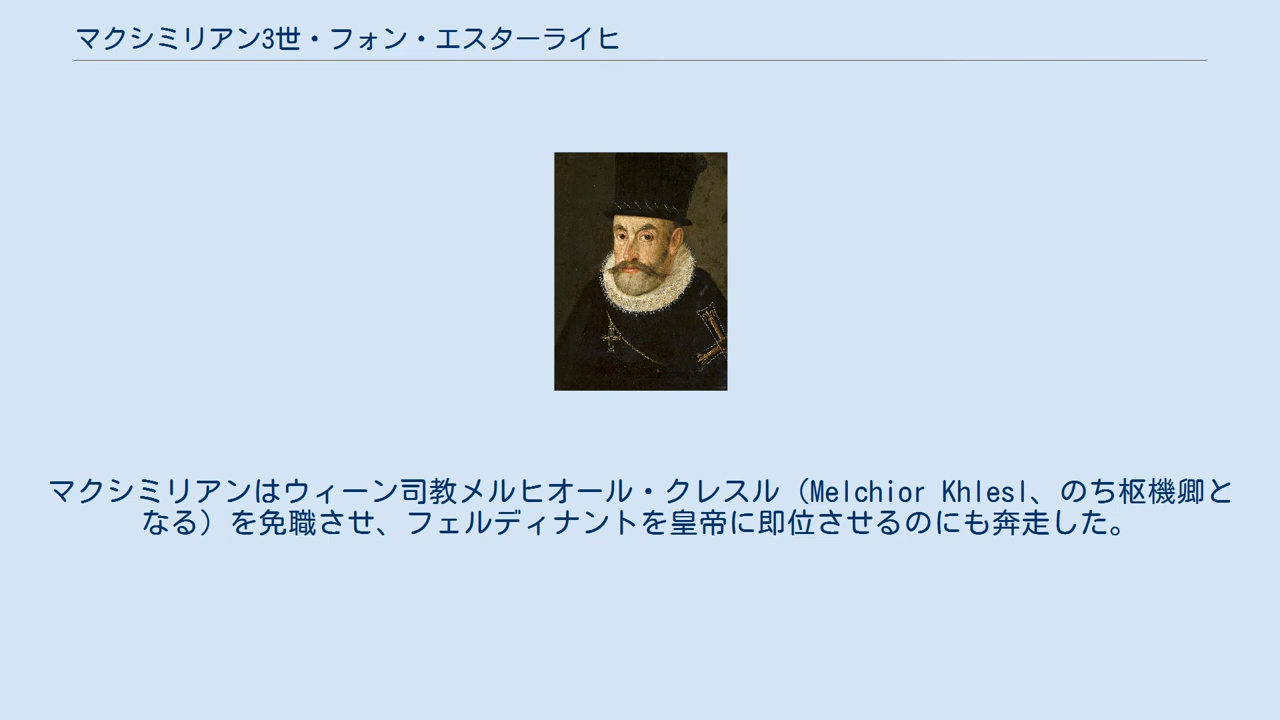 マクシミリアン3世・フォン・エスターライヒ
マクシミリアンはウィーン司教メルヒオール・クレスル（Melchior Khlesl、のち枢機卿と
なる）を免職させ、フェルディナントを皇帝に即位させるのにも奔走した。